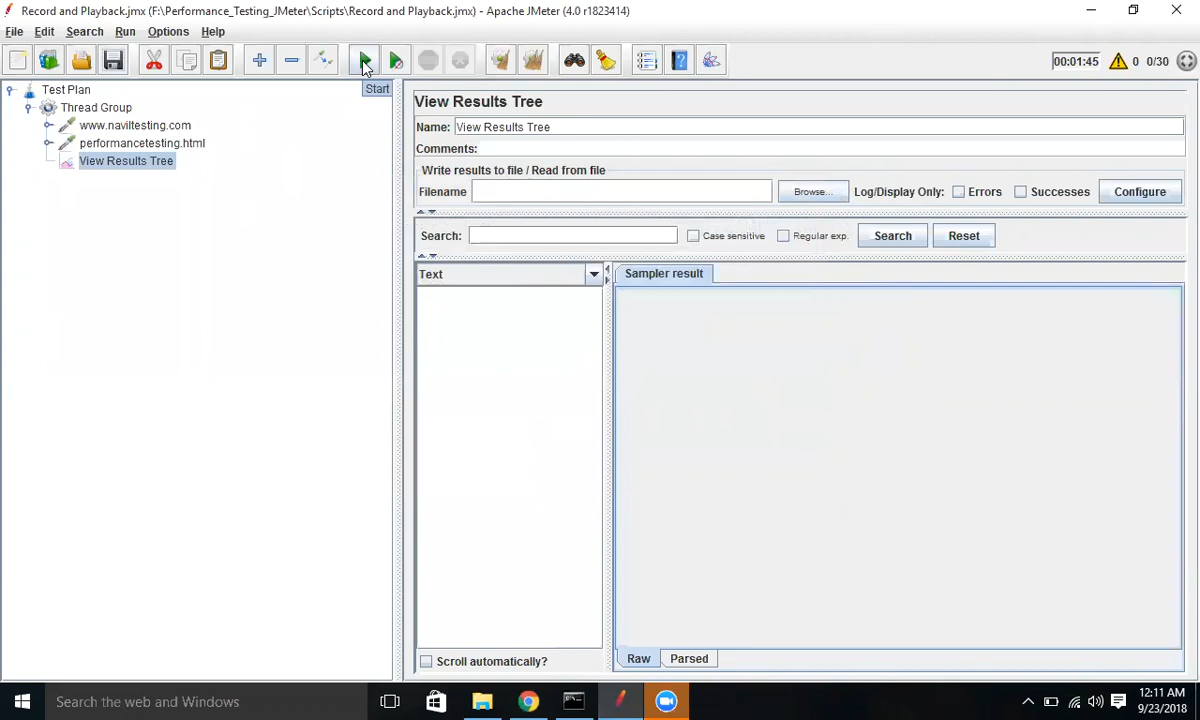 Record and Playback.jmx (F:\Performance_Testing_JMeter\Scripts\Record and Playback.jmx) - Apache JMeter (4.0 r1823414)
File Edit Search Run Options Help
00:01:45 0 0/30
Start
Test Plan
Thread Group
www.naviltesting.com
performancetesting.html
View Results Tree
View Results Tree
Name: View Results Tree
Comments:
Write results to file / Read from file
Filename Browse... Log/Display Only: Errors Successes Configure
Search: Case sensitive Regular exp. Search Reset
Text
Sampler result
Scroll automatically?
Raw Parsed
Search the web and Windows
12:11 AM
9/23/2018